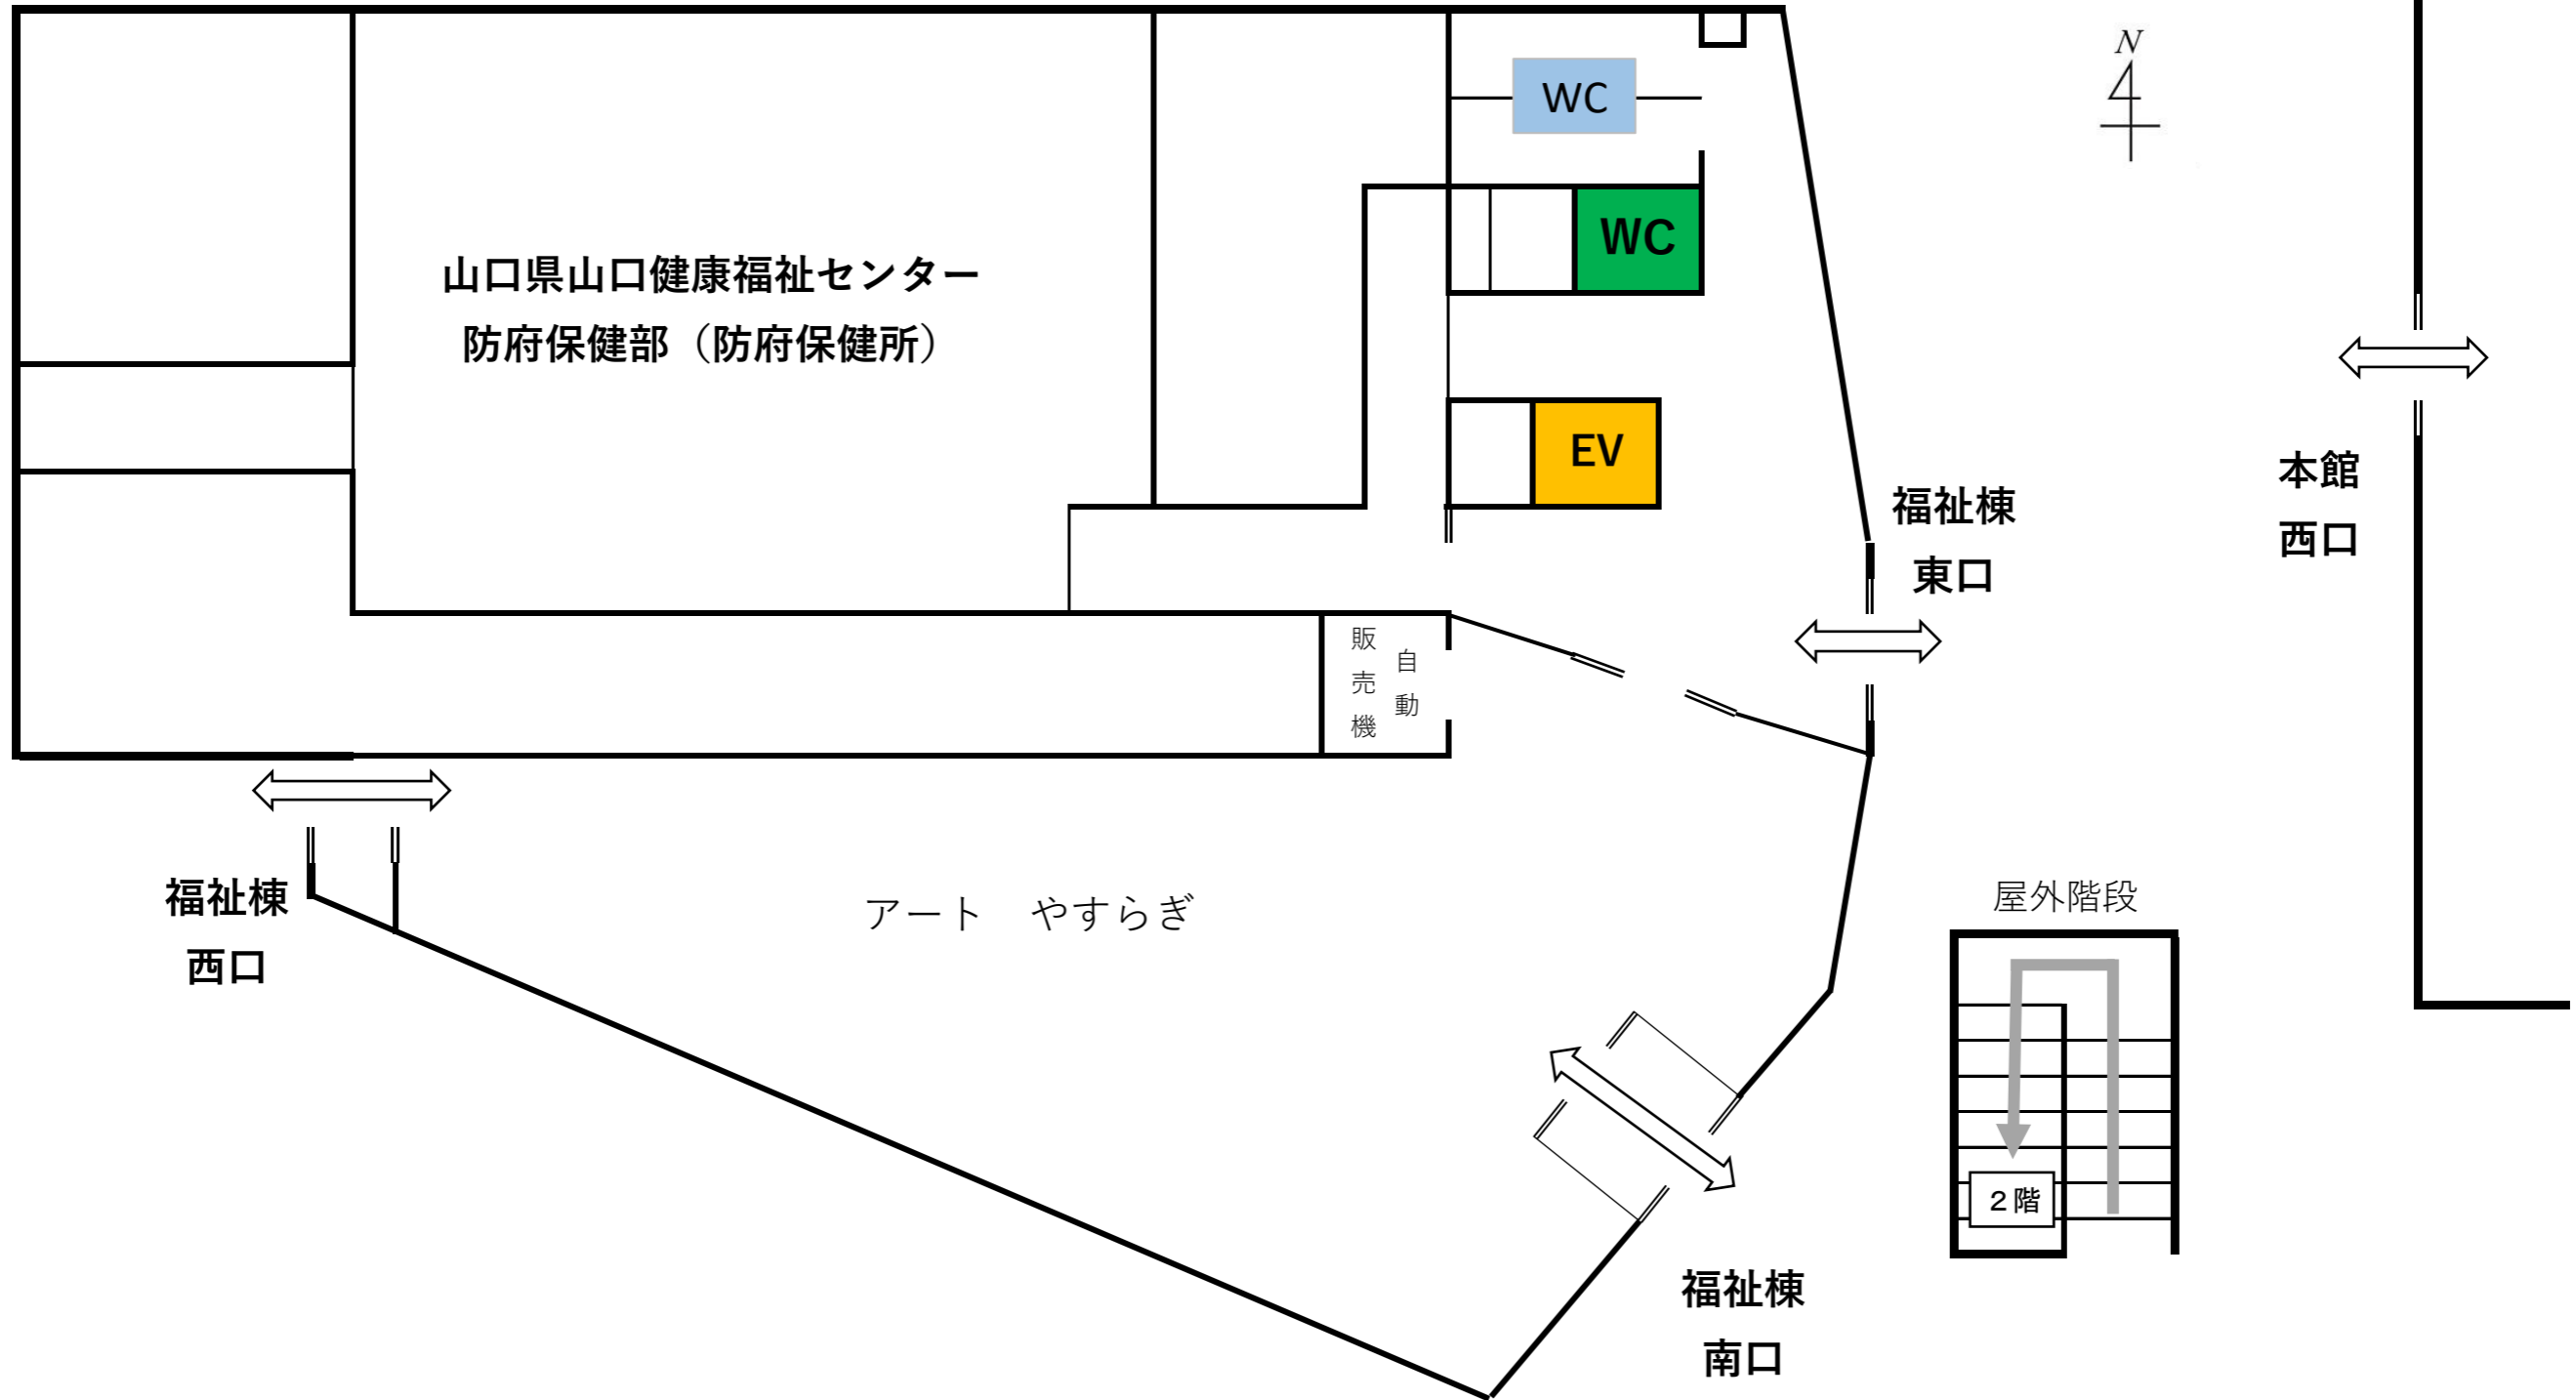 N
WC
WC
山口県山口健康福祉センター
防府保健部（防府保健所）
EV
本館
西口
福祉棟
東口
自動
販売機
福祉棟
西口
アート　やすらぎ
屋外階段
２階
福祉棟
南口